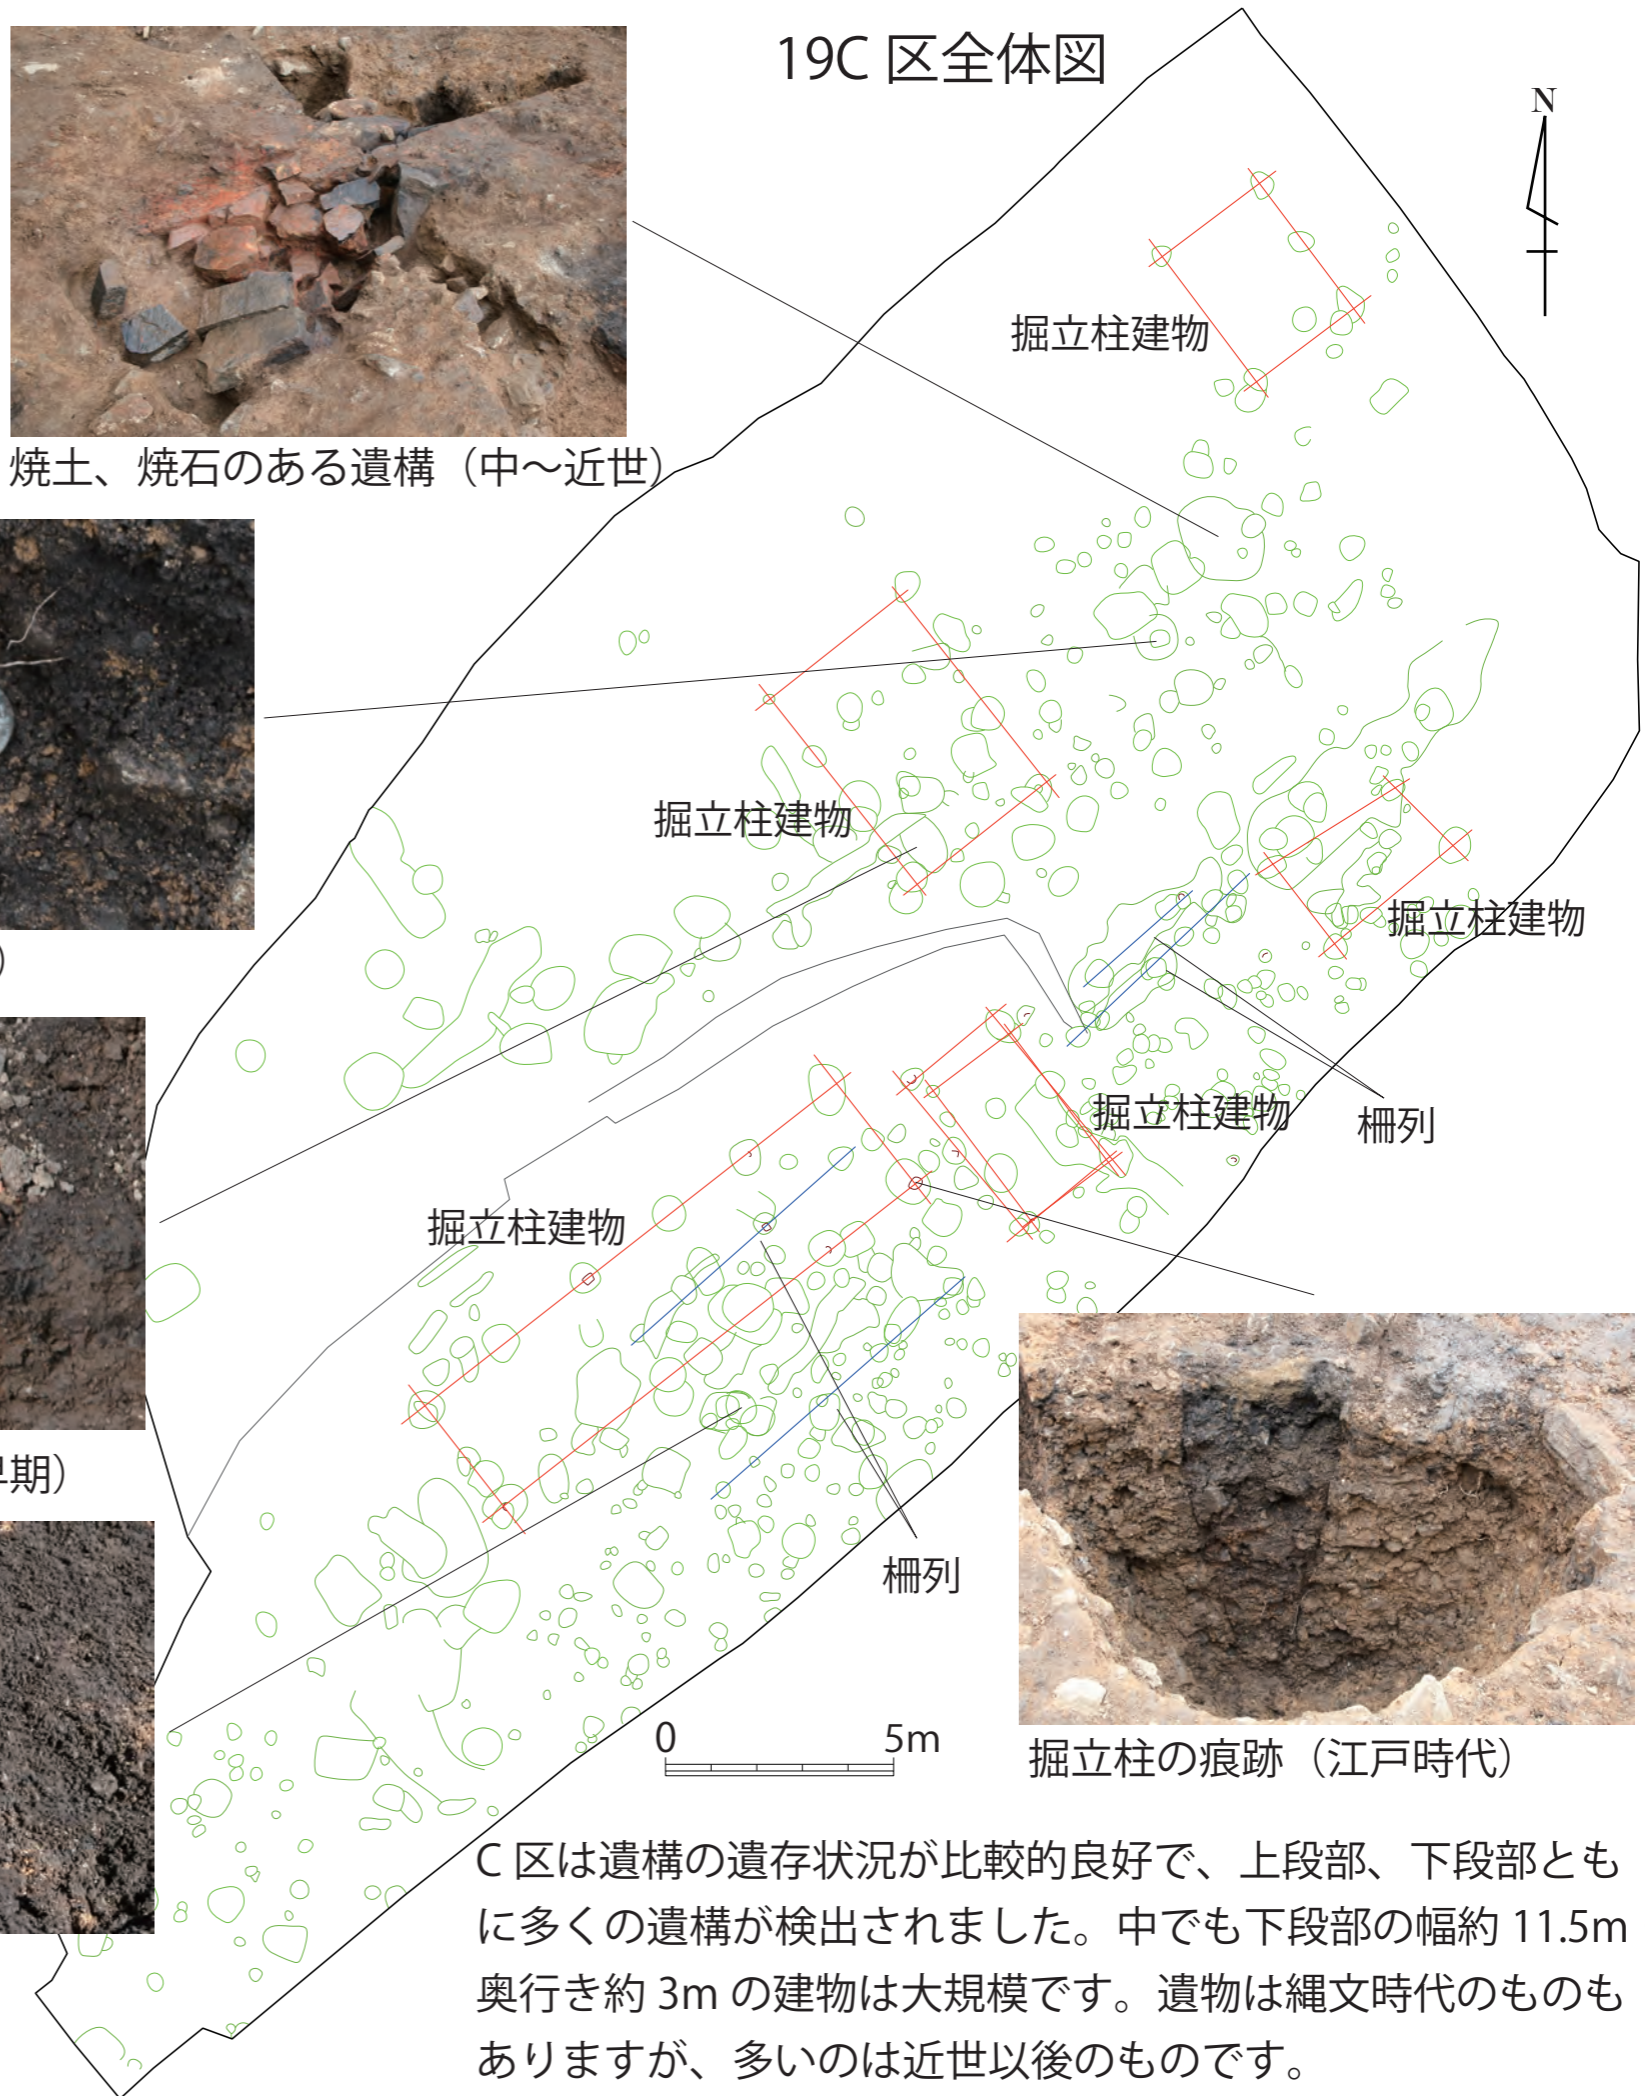 19C 区全体図
N
掘立柱建物
焼土、焼石のある遺構（中～近世）
掘立柱建物
掘立柱建物
）
掘立柱建物
柵列
掘立柱建物
期）
柵列
0 5m
掘立柱の痕跡（江戸時代）
C 区は遺構の遺存状況が比較的良好で、上段部、下段部とも
に多くの遺構が検出されました。中でも下段部の幅約 11.5m
奥行き約 3m の建物は大規模です。遺物は縄文時代のものも
ありますが、多いのは近世以後のものです。